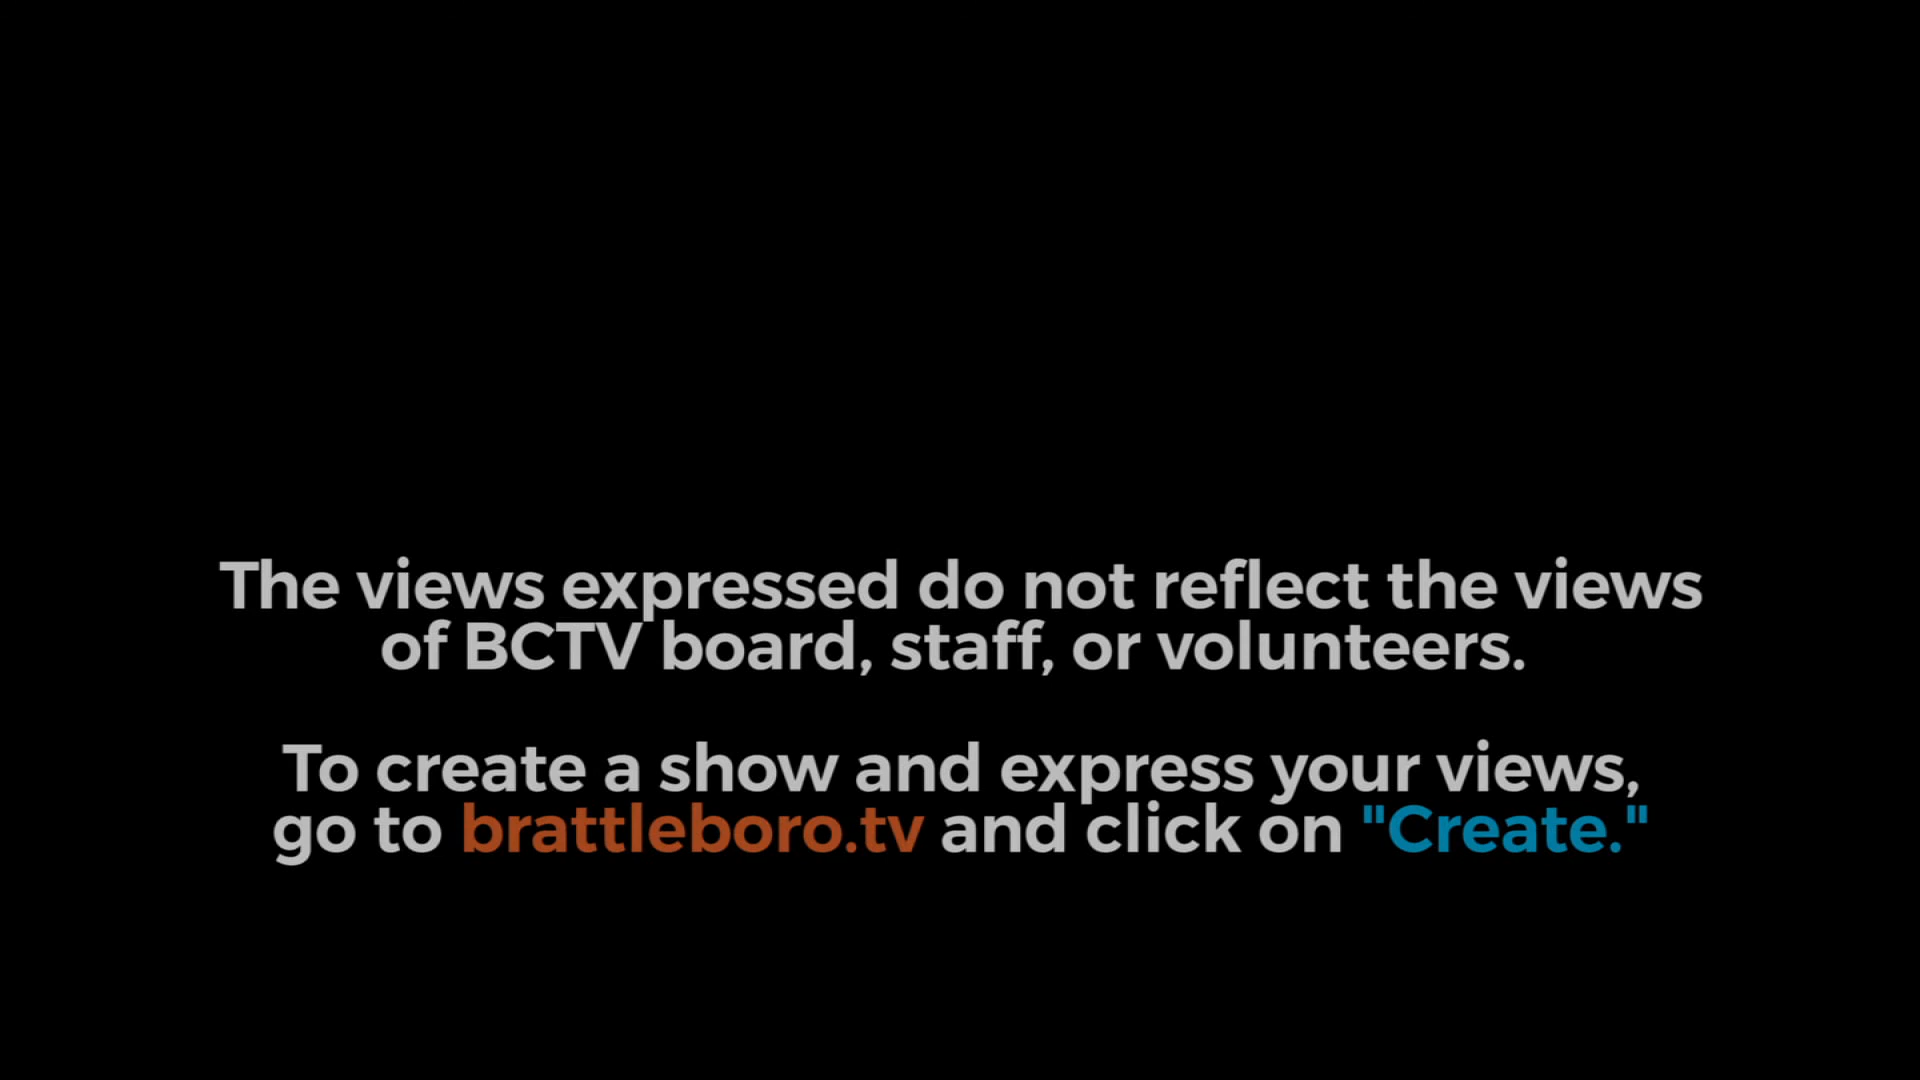 The views expressed do not reflect the views
of BCTV board, staff, or volunteers.
To create a show and express your views,
go to brattleboro.tv and click on "Create."